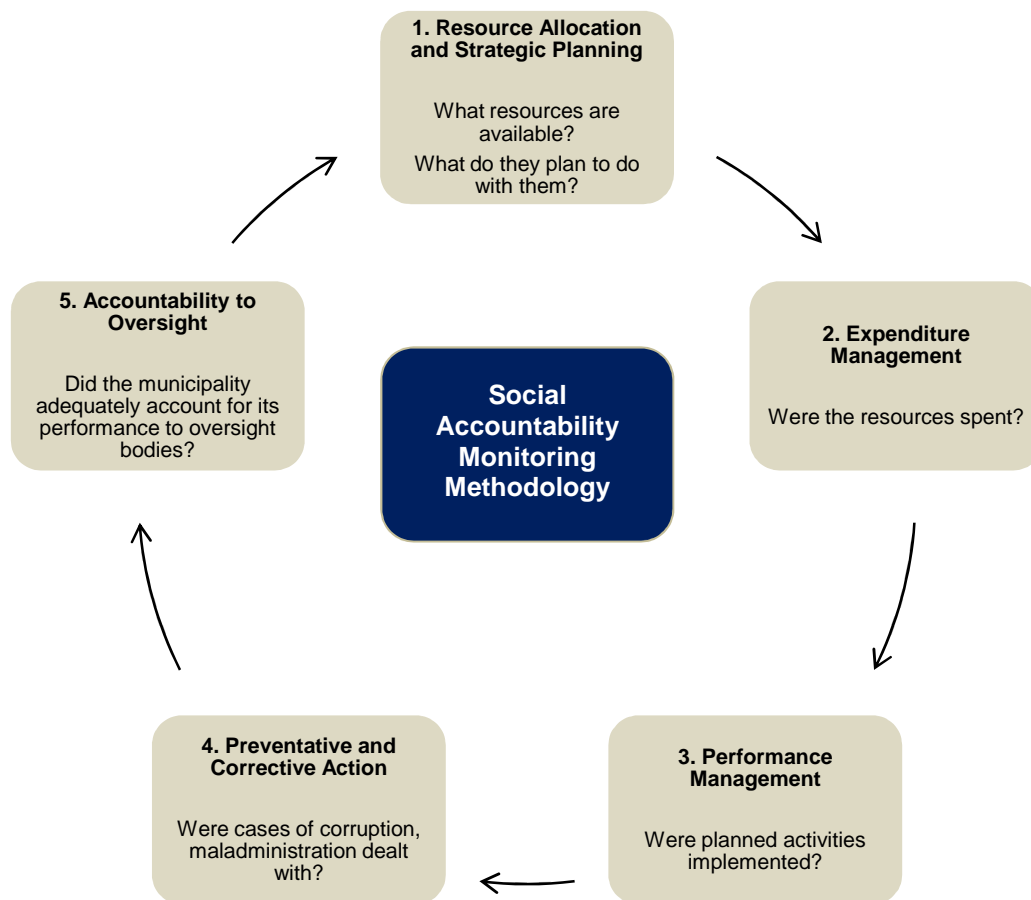 1. Resource Allocation
and Strategic Planning
What resources are
available?
What do they plan to do
with them?
2. Expenditure
Management
Were the resources spent?
3. Performance
Management
Were planned activities
implemented?
4. Preventative and
Corrective Action
Were cases of corruption,
maladministration dealt
with?
5. Accountability to
Oversight
Did the municipality
adequately account for its
performance to oversight
bodies?
Social
Accountability
Monitoring
Methodology